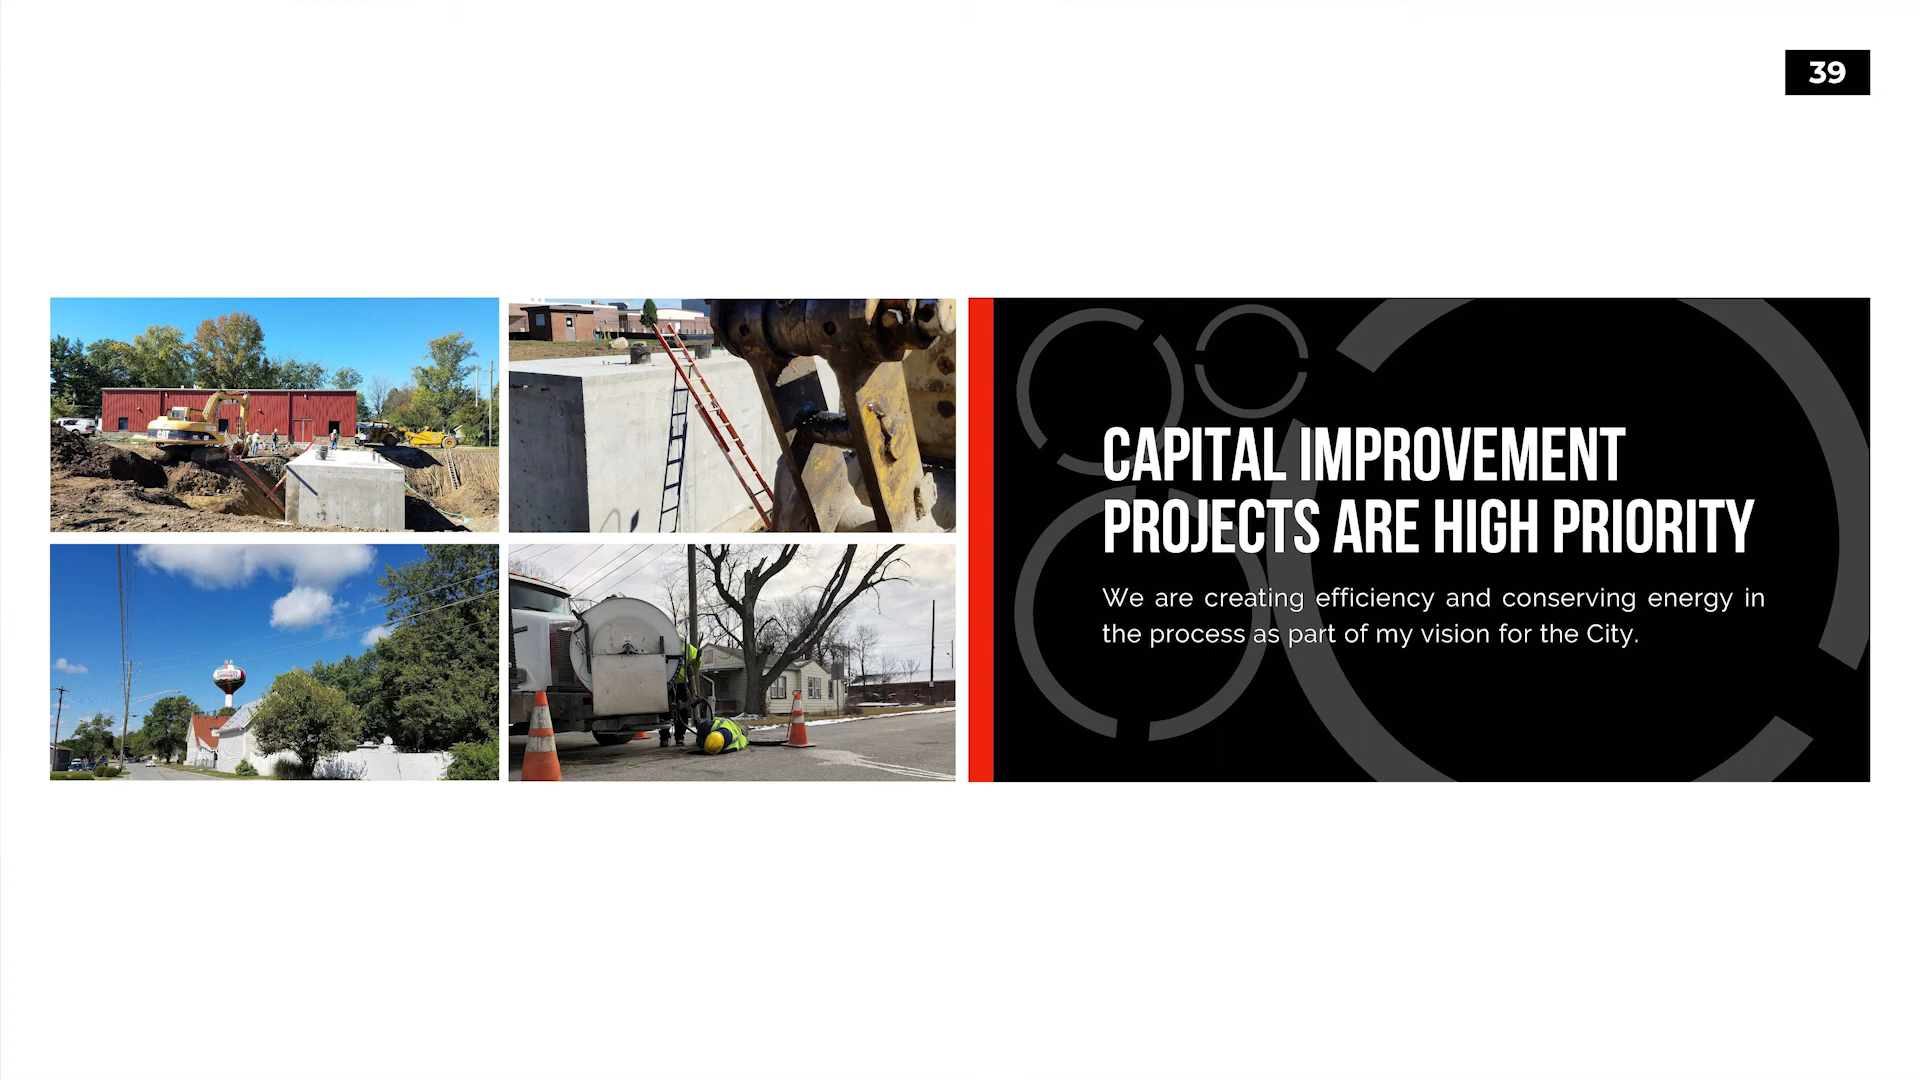 39
CAT
CAPITAL IMPROVEMENT
PROJECTS ARE HIGH PRIORITY
We are creating efficiency and conserving energy in
the process as part of my vision for the City.